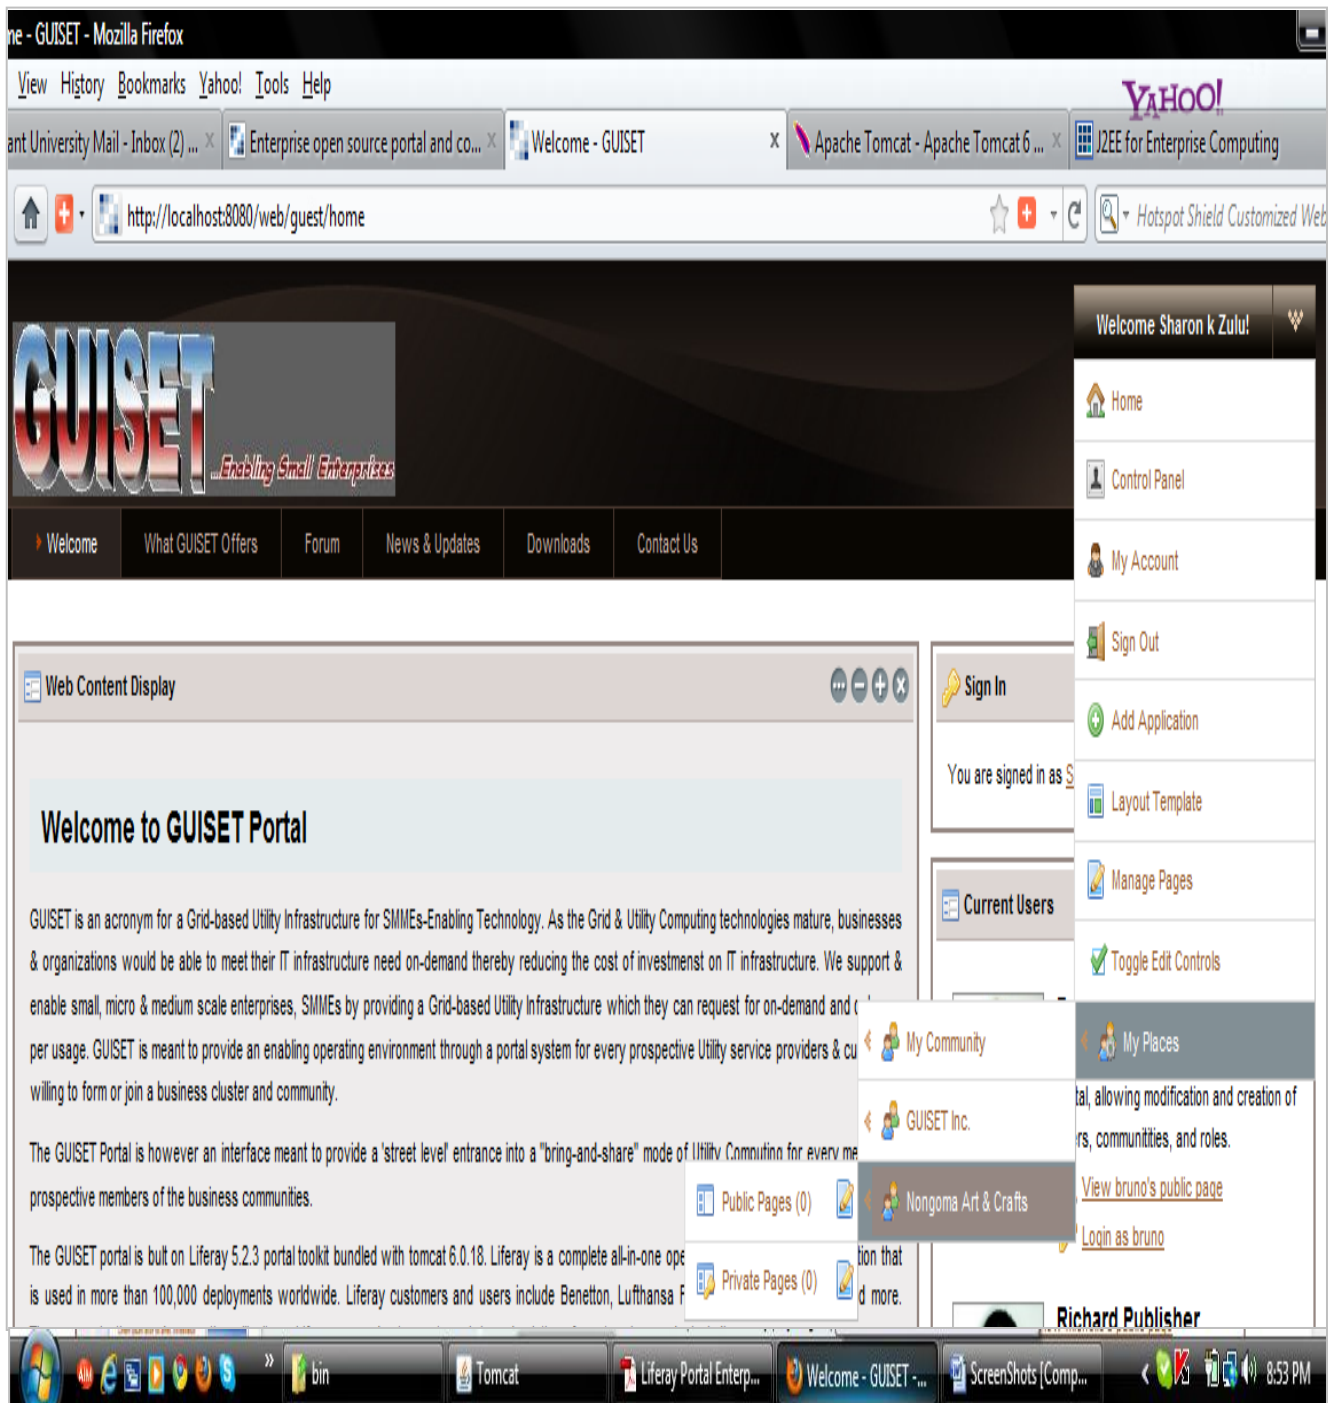 me - GUISET - Mozilla Firefox
View History Bookmarks Yahoo! Tools Help
YAHOO!
ant University Mail - Inbox (2) ... Enterprise open source portal and co... Welcome - GUISET x Apache Tomcat - Apache Tomcat 6 ... J2EE for Enterprise Computing
http://localhost:8080/web/guest/home
Hotspot Shield Customized Web
Welcome Sharon k Zulu!
GUISET
...Enabling Small Enterprises
Home
Control Panel
My Account
Sign Out
Add Application
Layout Template
Manage Pages
Toggle Edit Controls
My Places
Welcome What GUISET Offers Forum News & Updates Downloads Contact Us
Web Content Display
Sign In
You are signed in as S
Welcome to GUISET Portal
Current Users
GUISET is an acronym for a Grid-based Utility Infrastructure for SMMEs-Enabling Technology. As the Grid & Utility Computing technologies mature, businesses
& organizations would be able to meet their IT infrastructure need on-demand thereby reducing the cost of investmenst on IT infrastructure. We support &
enable small, micro & medium scale enterprises, SMMEs by providing a Grid-based Utility Infrastructure which they can request for on-demand and
per usage. GUISET is meant to provide an enabling operating environment through a portal system for every prospective Utility service providers & cu
willing to form or join a business cluster and community.
The GUISET Portal is however an interface meant to provide a 'street level' entrance into a "bring-and-share" mode of Utility Computing for every me
prospective members of the business communities.
The GUISET portal is bult on Liferay 5.2.3 portal toolkit bundled with tomcat 6.0.18. Liferay is a complete all-in-one ope
tion that
is used in more than 100,000 deployments worldwide. Liferay customers and users include Benetton, Lufthansa F
d more.
My Community
GUISET Inc.
Nongoma Art & Crafts
Public Pages (0)
Private Pages (0)
tal, allowing modification and creation of
rs, communitities, and roles.
View bruno's public page
Login as bruno
Richard Publisher
» bin Tomcat Liferay Portal Enterp... Welcome - GUISET -... ScreenShots [Comp... 8:53 PM